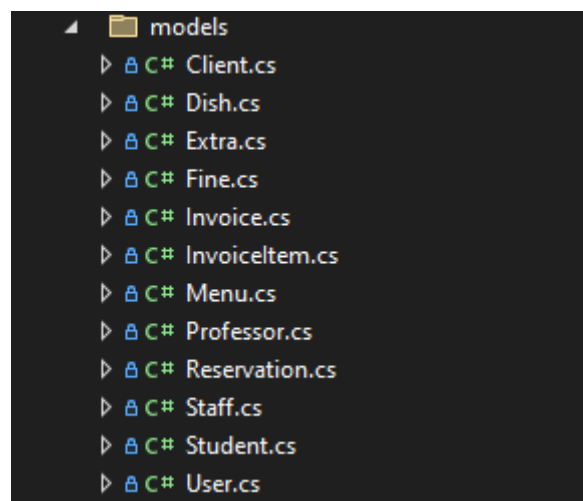 models
C# Client.cs
C# Dish.cs
C# Extra.cs
C# Fine.cs
C# Invoice.cs
C# InvoiceItem.cs
C# Menu.cs
C# Professor.cs
C# Reservation.cs
C# Staff.cs
C# Student.cs
C# User.cs